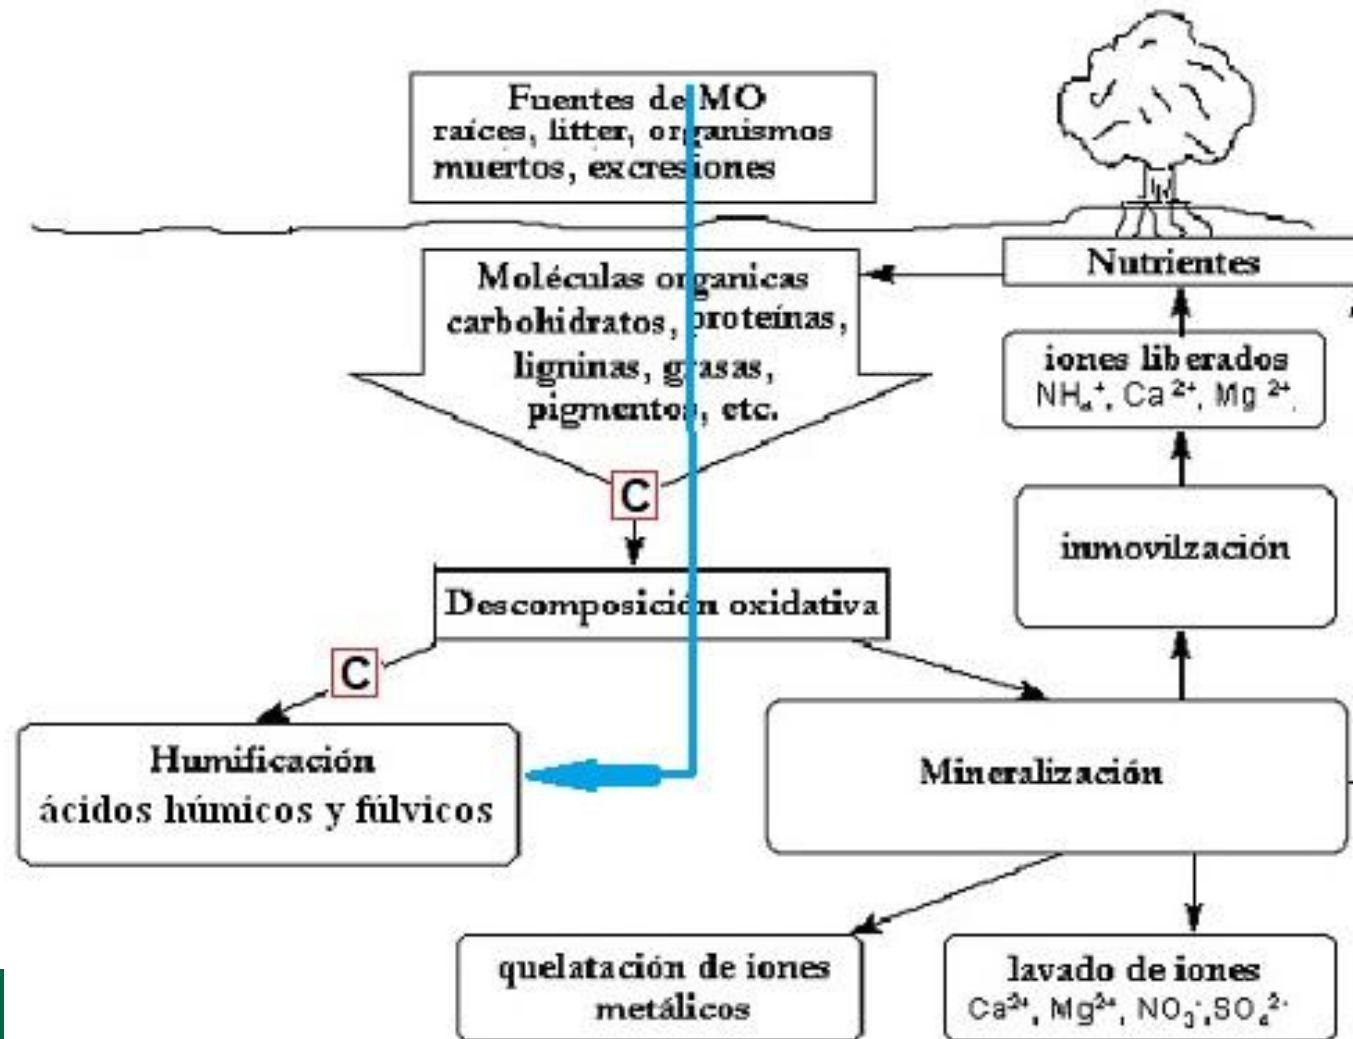 Fuentes de MO
raíces, litter, organismos
muertos, excresiones
Moléculas organicas
carbohidratos, proteínas,
ligninas, grasas,
pigmentos, etc.
Nutrientes
iones liberados
NH₄⁺, Ca²⁺, Mg²⁺,
C
inmovilzación
Descomposición oxidativa
C
Humificación
ácidos húmicos y fúlvicos
Mineralización
quelatación de iones
metálicos
lavado de iones
Ca²⁺, Mg²⁺, NO₃⁻,SO₄²⁻